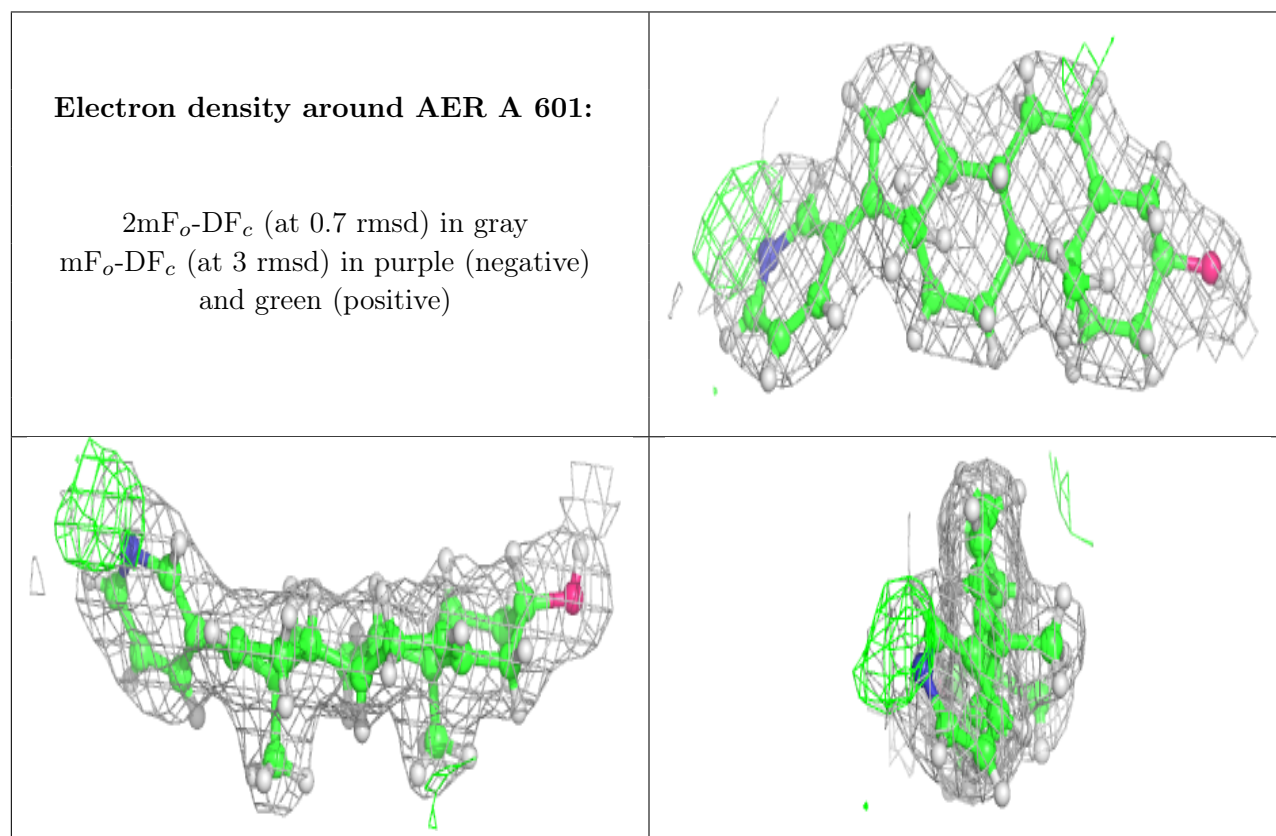 Electron density around AER A 601:
2mFo-DFc (at 0.7 rmsd) in gray
mFo-DFc (at 3 rmsd) in purple (negative)
and green (positive)